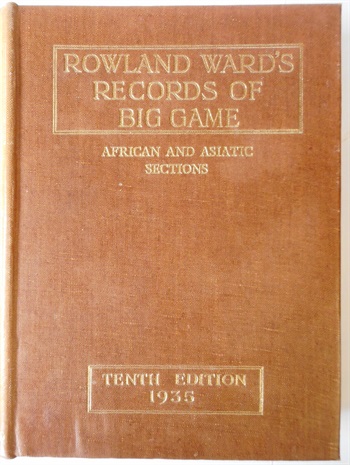 ROWLAND WARD'S
RECORDS OF
BIG GAME
AFRICAN AND ASIATIC
SECTIONS
TENTH EDITION
1935